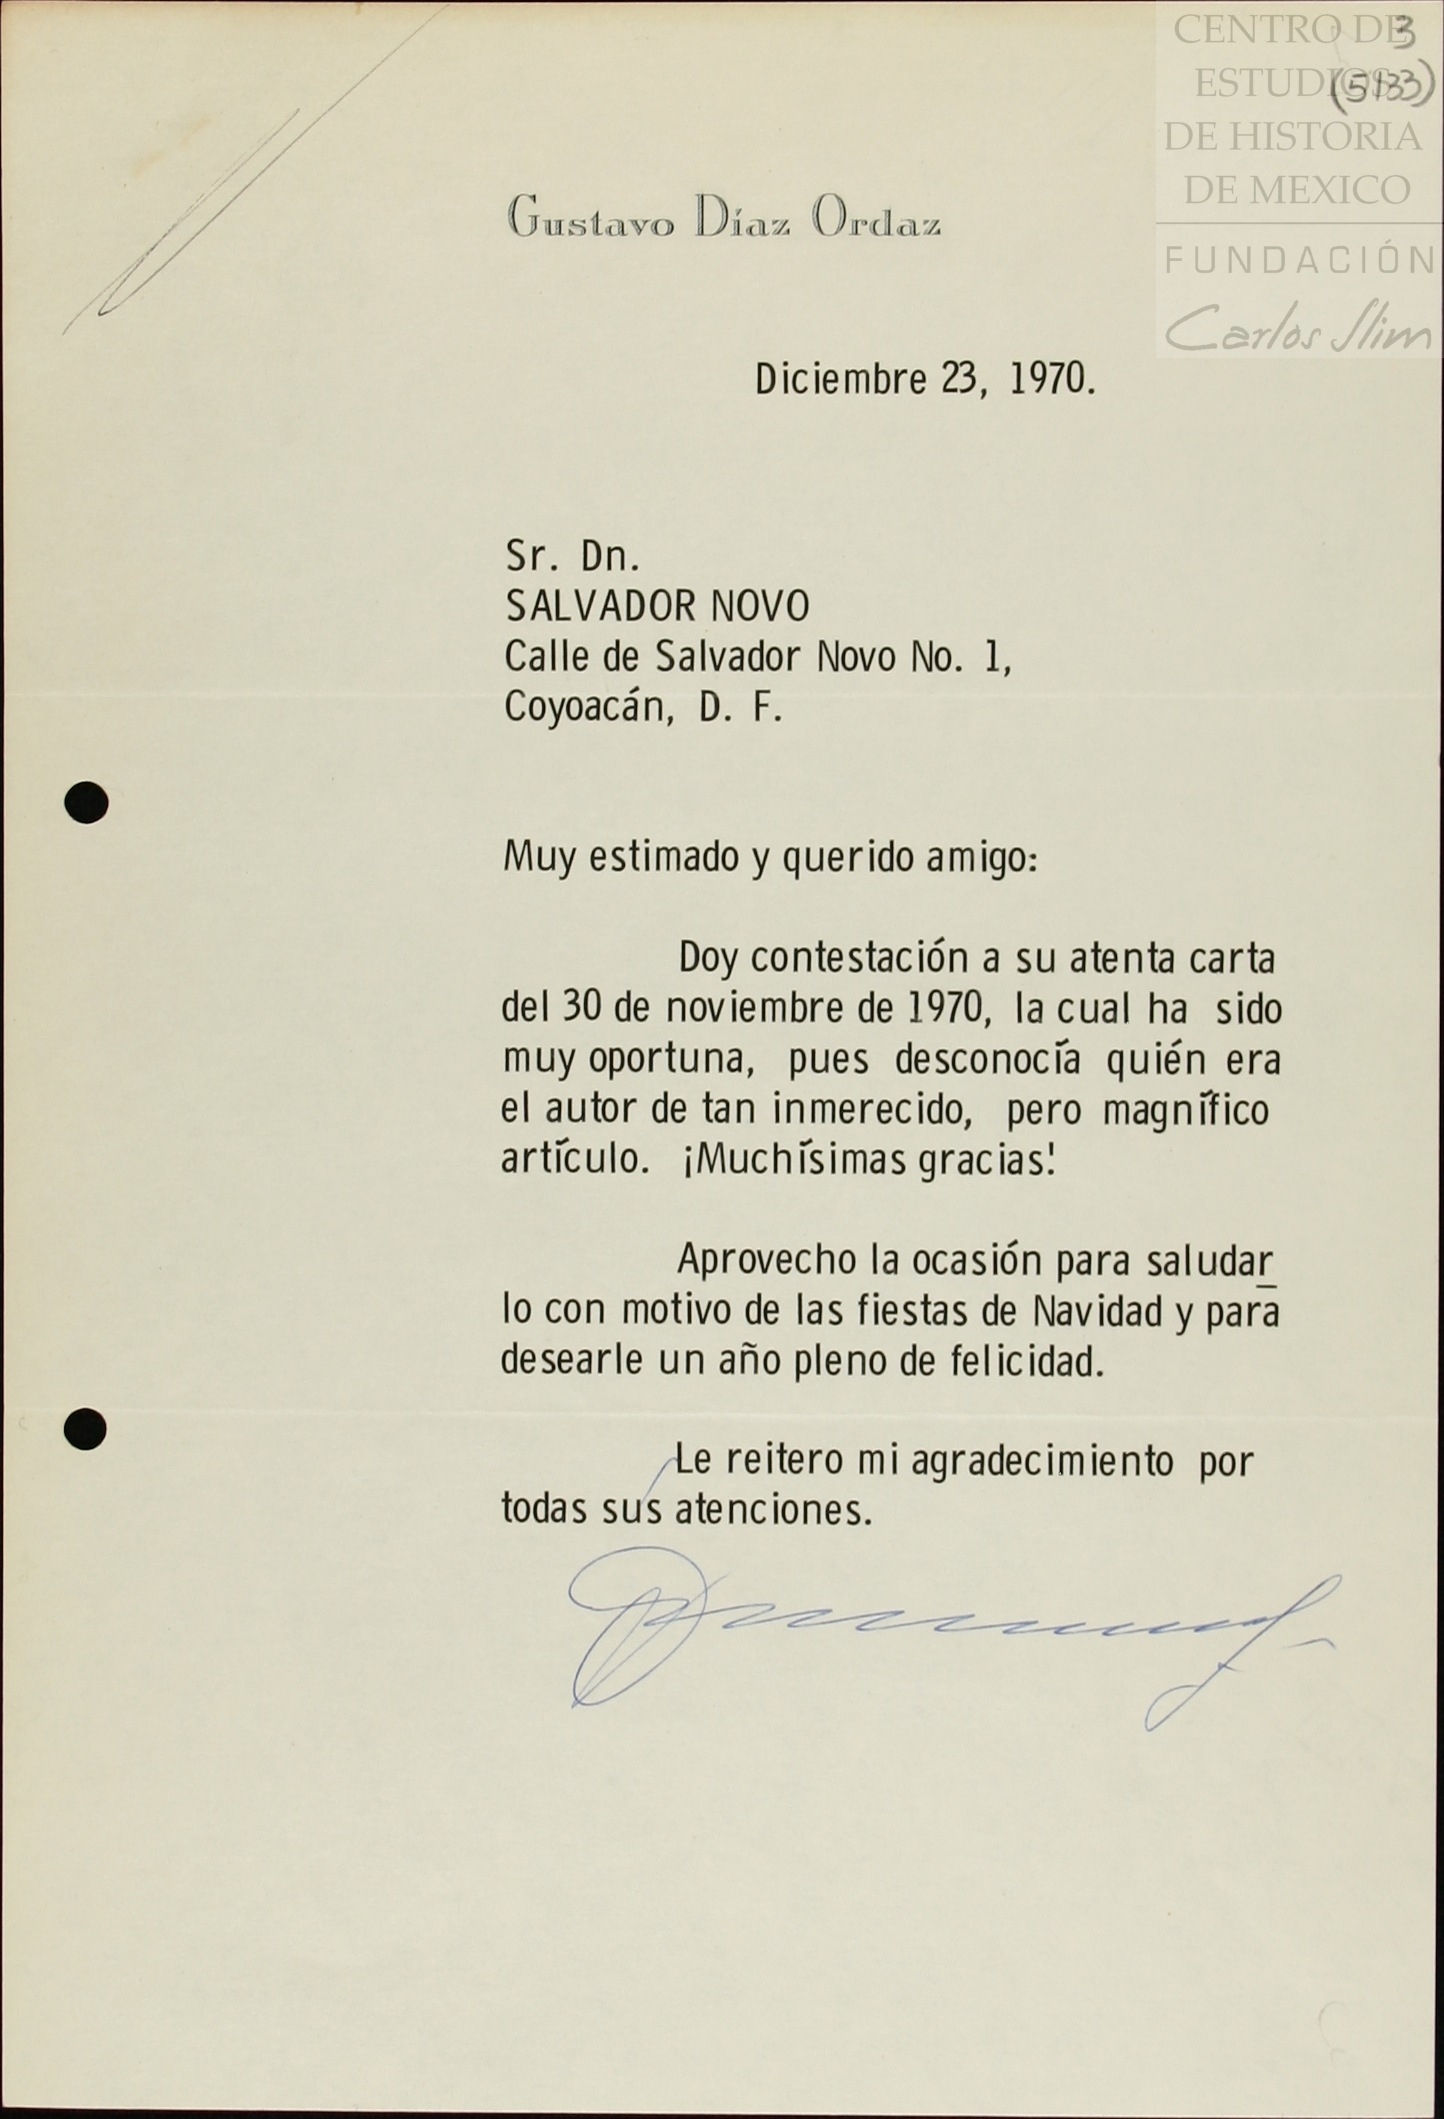 CENTRO DE
ESTUDIOS
DE HISTORIA
DE MEXICO
FUNDACIÓN
Carlos Slim
3
(5133)
Gustavo Díaz Ordaz
Diciembre 23, 1970.
Sr. Dn.
SALVADOR NOVO
Calle de Salvador Novo No. 1,
Coyoacán, D. F.
Muy estimado y querido amigo:
Doy contestación a su atenta carta
del 30 de noviembre de 1970, la cual ha sido
muy oportuna, pues desconocía quién era
el autor de tan inmerecido, pero magnífico
artículo. ¡Muchísimas gracias!
Aprovecho la ocasión para saludar
lo con motivo de las fiestas de Navidad y para
desearle un año pleno de felicidad.
Le reitero mi agradecimiento por
todas sus atenciones.